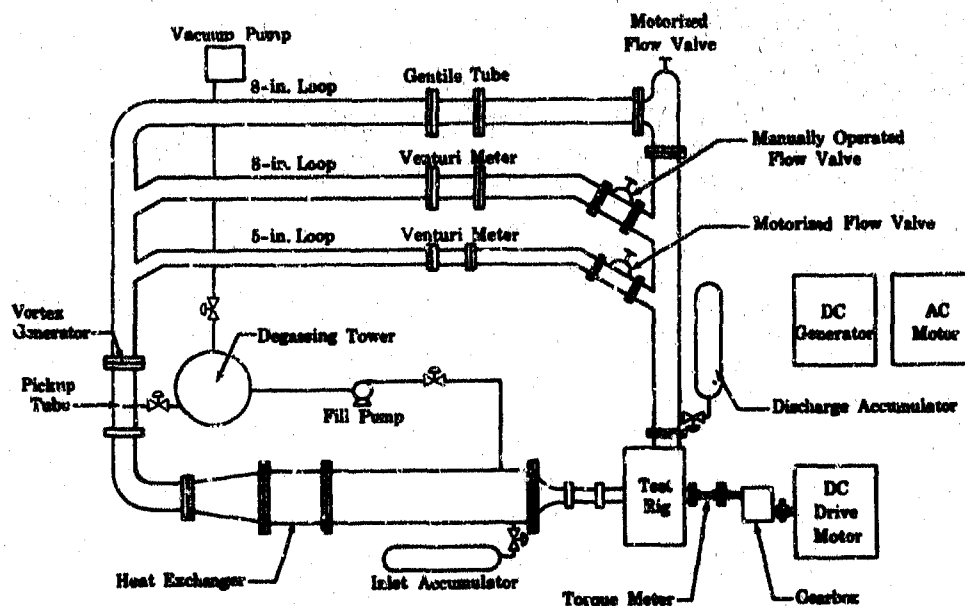 Motorized
Flow Valve
Vacuum Pump
8-in. Loop
Gentile Tube
Manually Operated
Flow Valve
8-in. Loop
Venturi Meter
5-in. Loop
Venturi Meter
Motorized Flow Valve
Vortex
Generator
DC
Generator
AC
Motor
Degassing Tower
Pickup
Tube
Fill Pump
Discharge Accumulator
Test
Rig
DC
Drive
Motor
Heat Exchanger
Inlet Accumulator
Torque Meter
Gearbox